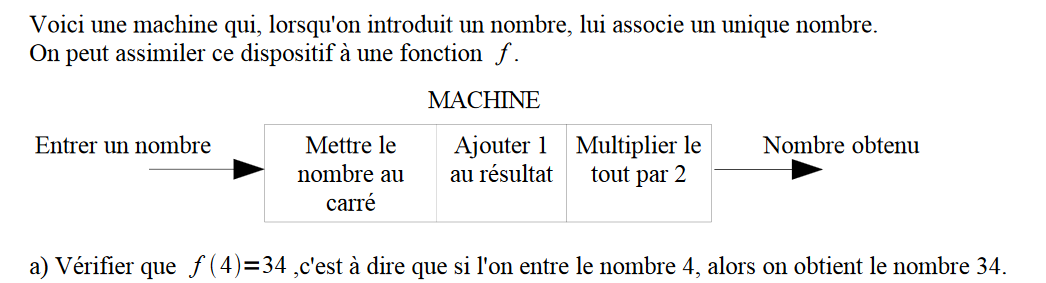 Voici une machine qui, lorsqu'on introduit un nombre, lui associe un unique nombre.
On peut assimiler ce dispositif à une fonction f.
MACHINE
Entrer un nombre
Mettre le
nombre au
carré
Ajouter 1
au résultat
Multiplier le
tout par 2
Nombre obtenu
a) Vérifier que f(4)=34 ,c'est à dire que si l'on entre le nombre 4, alors on obtient le nombre 34.